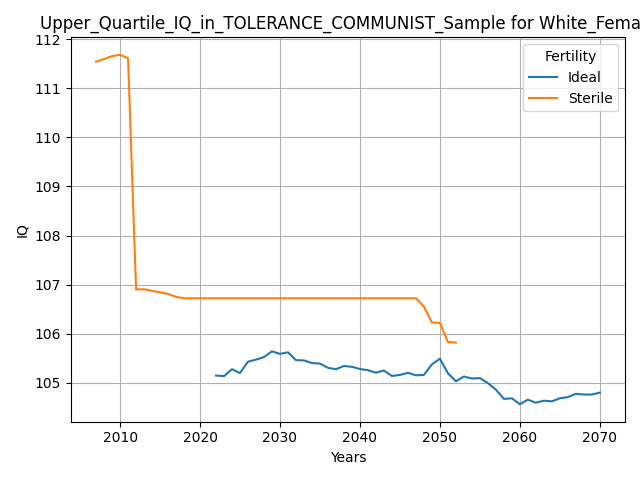 Upper_Quartile_IQ_in_TOLERANCE_COMMUNIST_Sample for White_Fema
112
111
110
109
108
107
106
105
IQ
Fertility
Ideal
Sterile
2010 2020 2030 2040 2050 2060 2070
Years